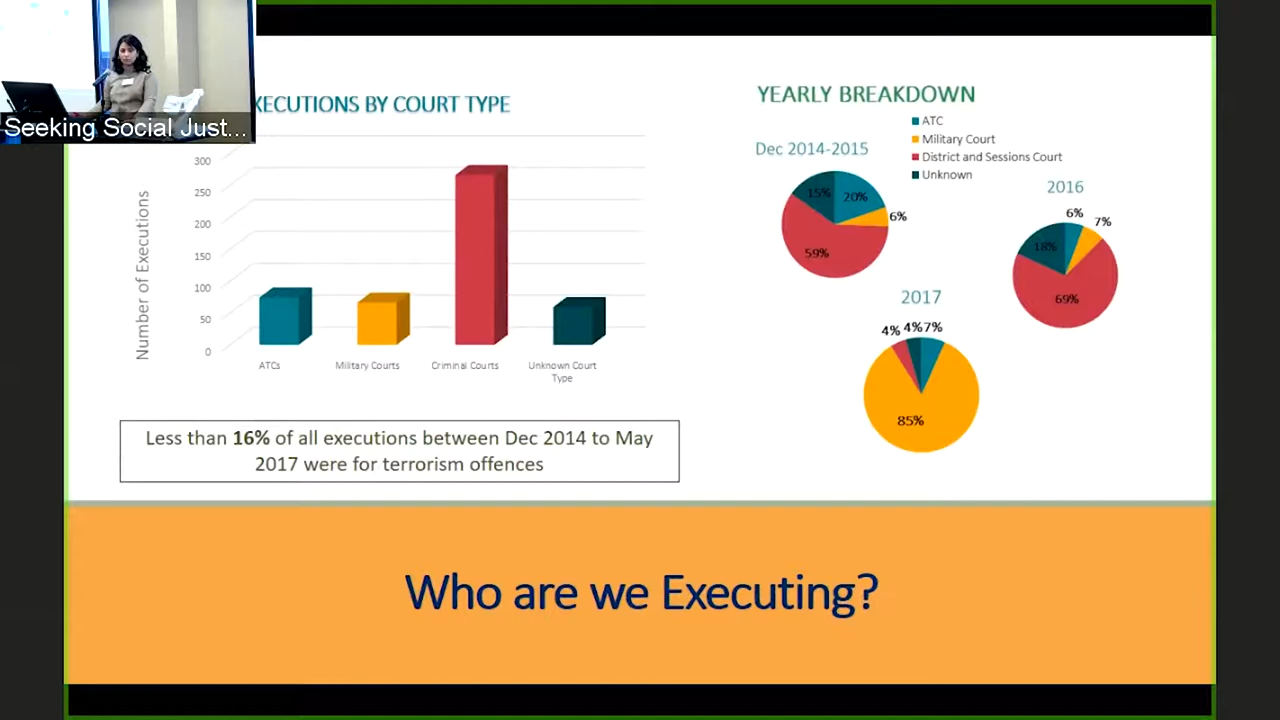 Seeking Social Just...
XECUTIONS BY COURT TYPE
Number of Executions
300
250
200
150
100
50
0
ATCs
Military Courts
Criminal Courts
Unknown Court
Type
Less than 16% of all executions between Dec 2014 to May
2017 were for terrorism offences
YEARLY BREAKDOWN
ATC
Military Court
District and Sessions Court
Unknown
Dec 2014-2015
15%
20%
6%
59%
2016
6%
7%
18%
69%
2017
4%
4%
7%
85%
Who are we Executing?